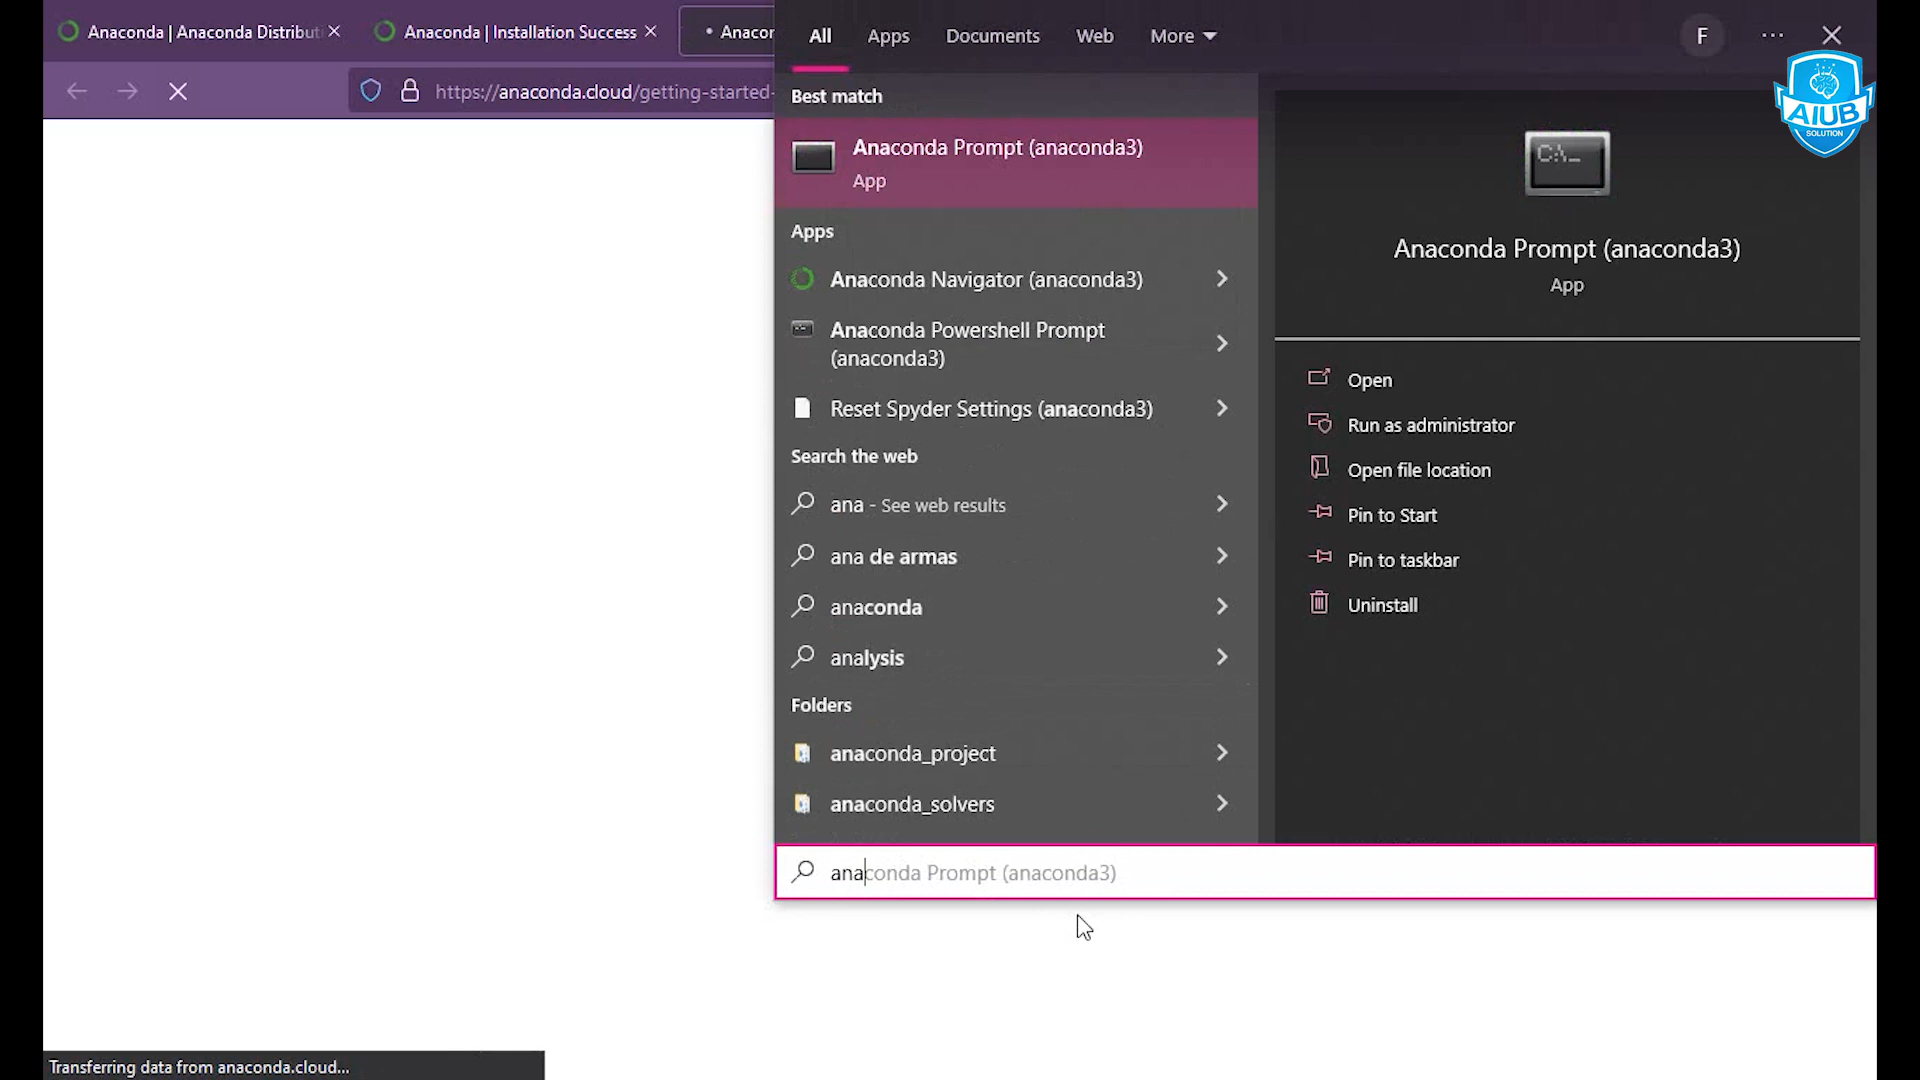 Anaconda | Anaconda Distributi
Anaconda | Installation Success
Anacon
https://anaconda.cloud/getting-started-
All
Apps
Documents
Web
More
F
AIUB
SOLUTION
Best match
Anaconda Prompt (anaconda3)
App
Apps
Anaconda Navigator (anaconda3)
Anaconda Powershell Prompt
(anaconda3)
Reset Spyder Settings (anaconda3)
Search the web
ana - See web results
ana de armas
anaconda
analysis
Folders
anaconda_project
anaconda_solvers
anaconda Prompt (anaconda3)
C:\_
Anaconda Prompt (anaconda3)
App
Open
Run as administrator
Open file location
Pin to Start
Pin to taskbar
Uninstall
Transferring data from anaconda.cloud...